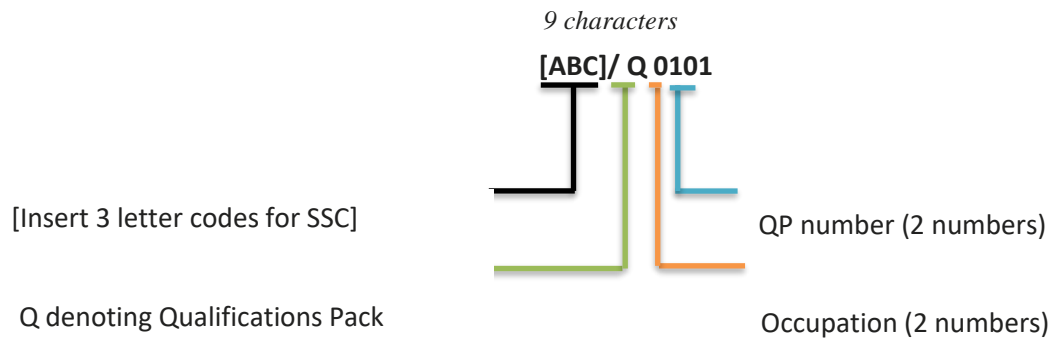 9 characters
[ABC]/ Q 0101
[Insert 3 letter codes for SSC]
QP number (2 numbers)
Q denoting Qualifications Pack
Occupation (2 numbers)